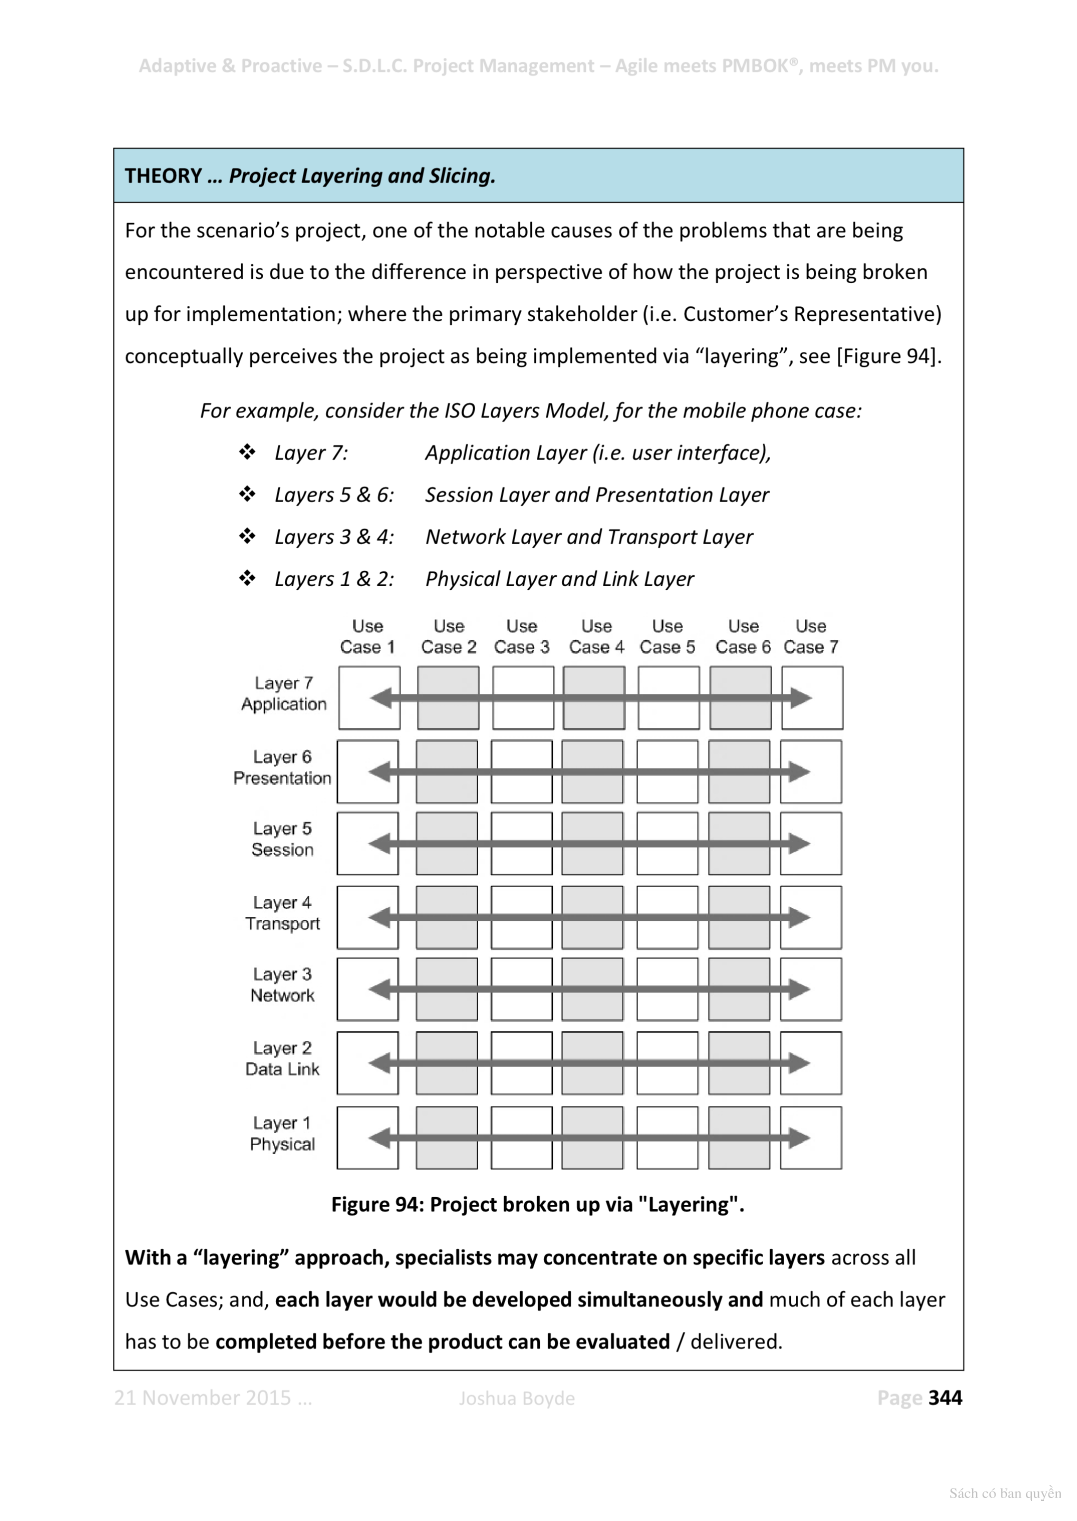 Adaptive & Proactive – S.D.L.C. Project Management – Agile meets PMBOK®, meets PM you.
THEORY … Project Layering and Slicing.
For the scenario’s project, one of the notable causes of the problems that are being
encountered is due to the difference in perspective of how the project is being broken
up for implementation; where the primary stakeholder (i.e. Customer’s Representative)
conceptually perceives the project as being implemented via “layering”, see [Figure 94].
For example, consider the ISO Layers Model, for the mobile phone case:
❖ Layer 7: Application Layer (i.e. user interface),
❖ Layers 5 & 6: Session Layer and Presentation Layer
❖ Layers 3 & 4: Network Layer and Transport Layer
❖ Layers 1 & 2: Physical Layer and Link Layer
Use Use Use Use Use Use Use
Case 1 Case 2 Case 3 Case 4 Case 5 Case 6 Case 7
Layer 7
Application
Layer 6
Presentation
Layer 5
Session
Layer 4
Transport
Layer 3
Network
Layer 2
Data Link
Layer 1
Physical
Figure 94: Project broken up via "Layering".
With a “layering” approach, specialists may concentrate on specific layers across all
Use Cases; and, each layer would be developed simultaneously and much of each layer
has to be completed before the product can be evaluated / delivered.
21 November 2015 … Joshua Boyde Page 344
Sách có bản quyền